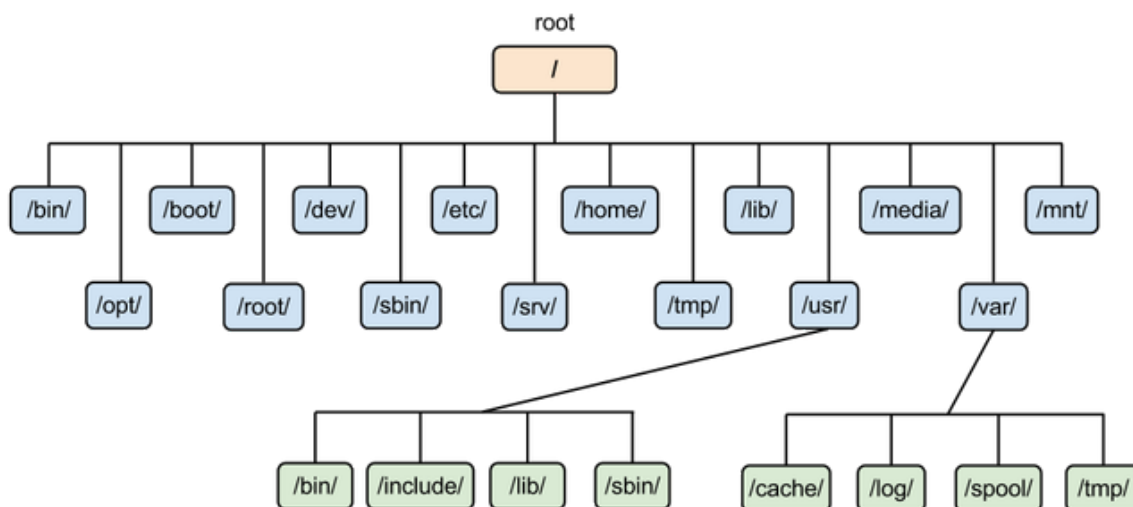 root
/
/bin/ /boot/ /dev/ /etc/ /home/ /lib/ /media/ /mnt/
/opt/ /root/ /sbin/ /srv/ /tmp/ /usr/ /var/
/bin/ /include/ /lib/ /sbin/ /cache/ /log/ /spool/ /tmp/